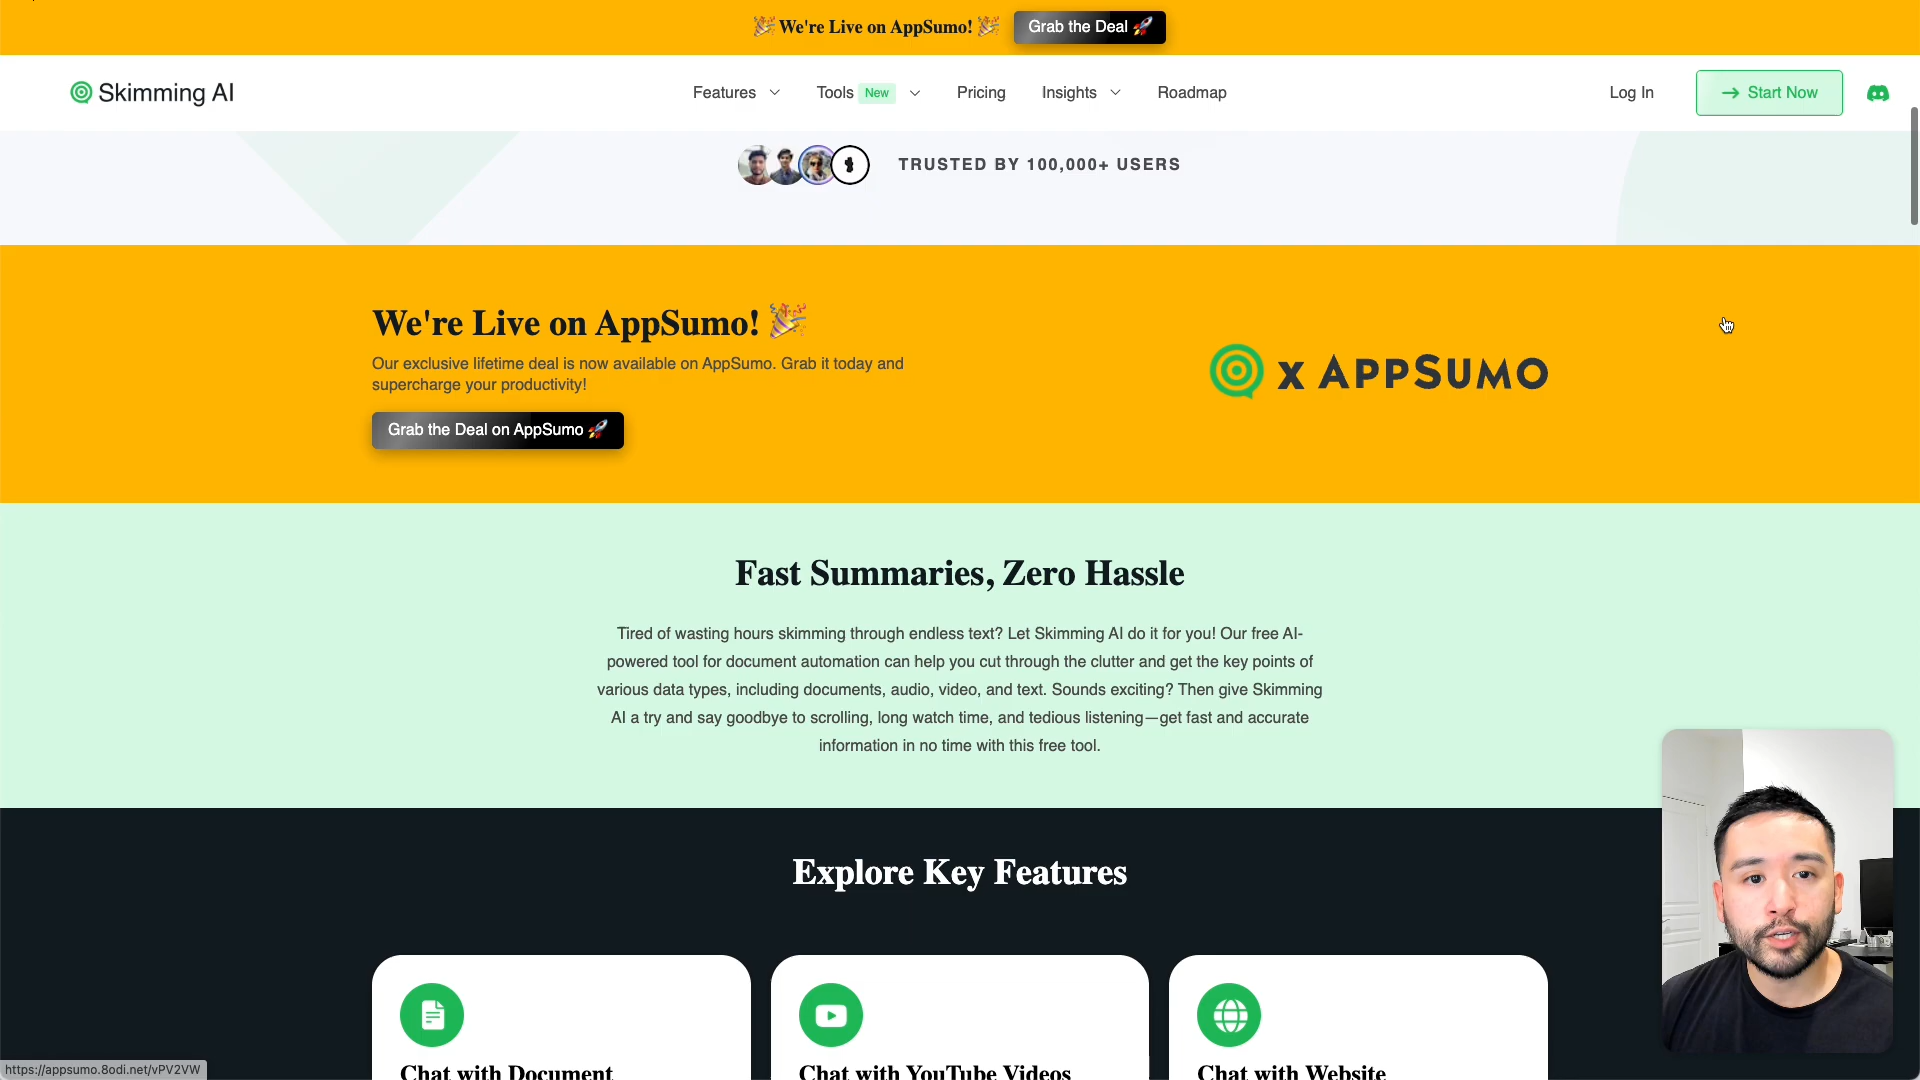 🎉 We're Live on AppSumo! 🎉
Grab the Deal 🚀
Skimming AI
Features
Tools New
Pricing
Insights
Roadmap
Log In
→ Start Now
TRUSTED BY 100,000+ USERS
We're Live on AppSumo! 🎉
Our exclusive lifetime deal is now available on AppSumo. Grab it today and
supercharge your productivity!
Grab the Deal on AppSumo 🚀
x APPSUMO
Fast Summaries, Zero Hassle
Tired of wasting hours skimming through endless text? Let Skimming AI do it for you! Our free AI-
powered tool for document automation can help you cut through the clutter and get the key points of
various data types, including documents, audio, video, and text. Sounds exciting? Then give Skimming
AI a try and say goodbye to scrolling, long watch time, and tedious listening—get fast and accurate
information in no time with this free tool.
Explore Key Features
Chat with Document
Chat with YouTube Videos
Chat with Website
https://appsumo.8odi.net/vPV2VW